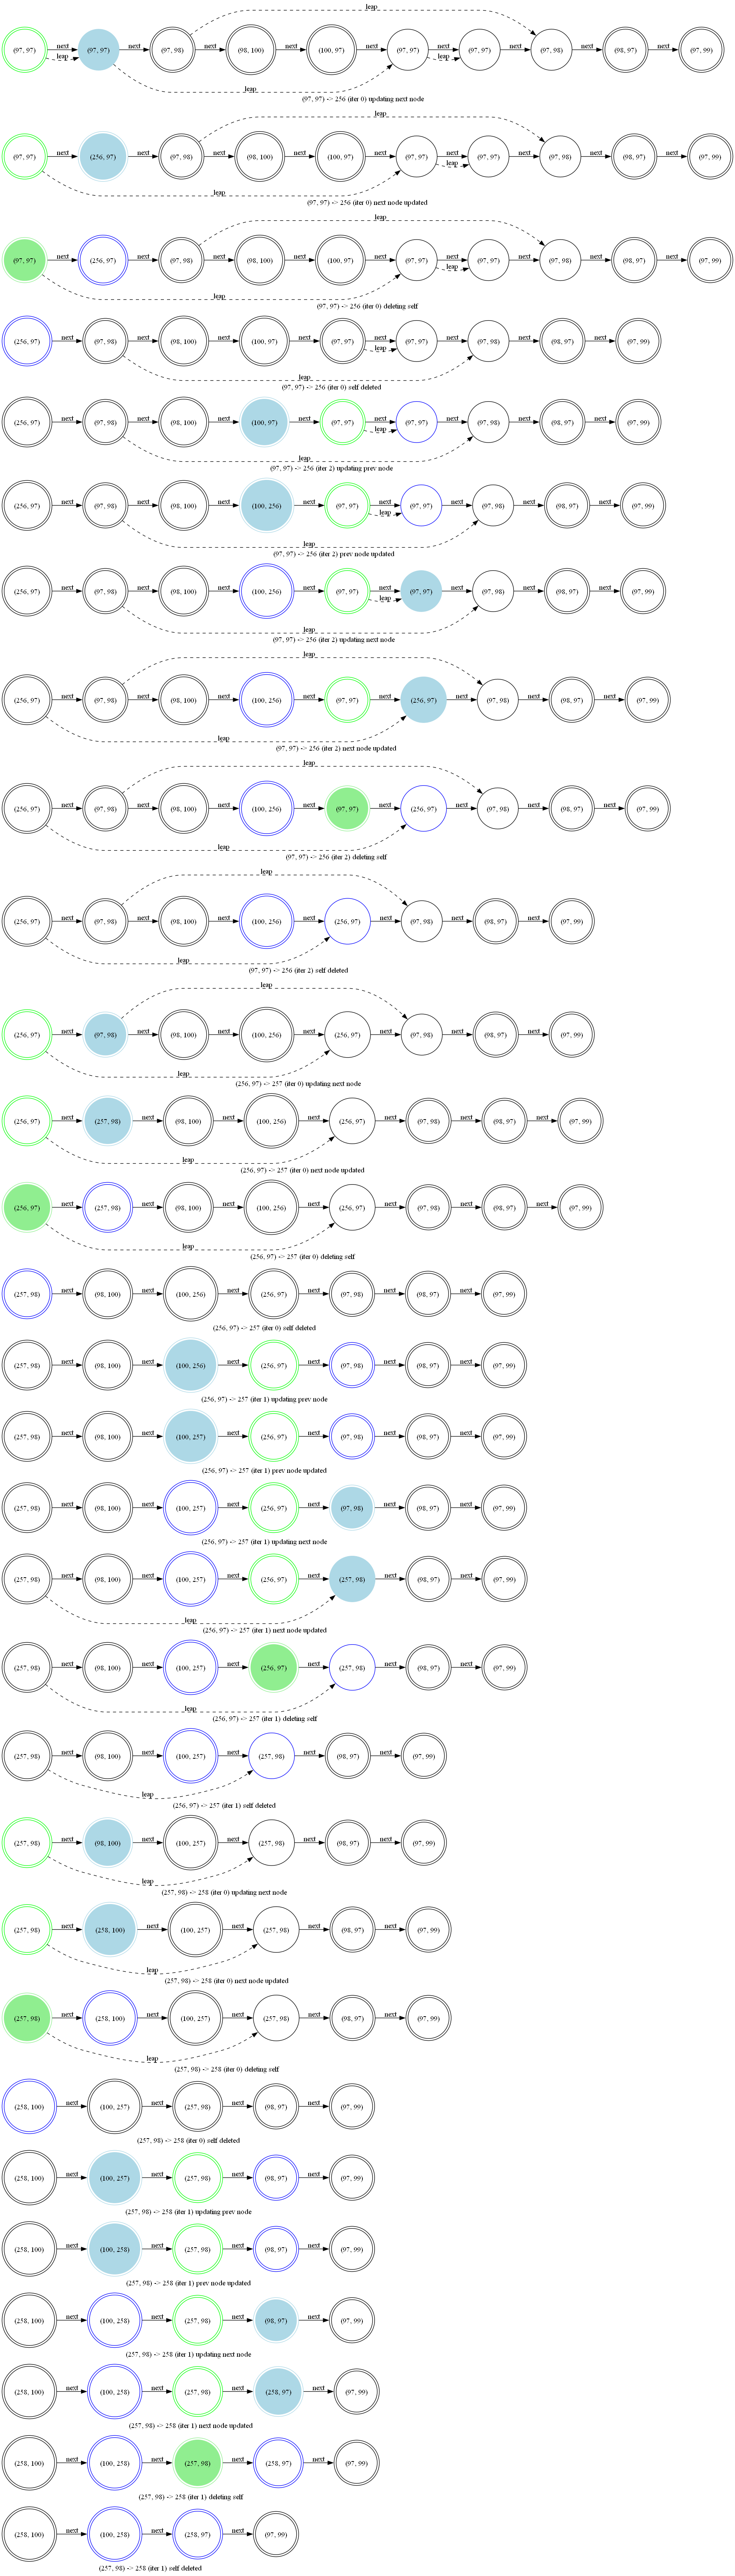 leap
(97, 97) next (97, 97) next (97, 98) next (98, 100) next (100, 97) next (97, 97) next (97, 97) next (97, 98) next (98, 97) next (97, 99)
leap leap
leap
(97, 97) -> 256 (iter 0) updating next node
leap
(97, 97) next (256, 97) next (97, 98) next (98, 100) next (100, 97) next (97, 97) next (97, 97) next (97, 98) next (98, 97) next (97, 99)
leap
leap
(97, 97) -> 256 (iter 0) next node updated
leap
(97, 97) next (256, 97) next (97, 98) next (98, 100) next (100, 97) next (97, 97) next (97, 97) next (97, 98) next (98, 97) next (97, 99)
leap
leap
(97, 97) -> 256 (iter 0) deleting self
(256, 97) next (97, 98) next (98, 100) next (100, 97) next (97, 97) next (97, 97) next (97, 98) next (98, 97) next (97, 99)
leap
leap
(97, 97) -> 256 (iter 0) self deleted
(256, 97) next (97, 98) next (98, 100) next (100, 97) next (97, 97) next (97, 97) next (97, 98) next (98, 97) next (97, 99)
leap
leap
(97, 97) -> 256 (iter 2) updating prev node
(256, 97) next (97, 98) next (98, 100) next (100, 256) next (97, 97) next (97, 97) next (97, 98) next (98, 97) next (97, 99)
leap
leap
(97, 97) -> 256 (iter 2) prev node updated
(256, 97) next (97, 98) next (98, 100) next (100, 256) next (97, 97) next (97, 97) next (97, 98) next (98, 97) next (97, 99)
leap
leap
(97, 97) -> 256 (iter 2) updating next node
leap
(256, 97) next (97, 98) next (98, 100) next (100, 256) next (97, 97) next (256, 97) next (97, 98) next (98, 97) next (97, 99)
leap
(97, 97) -> 256 (iter 2) next node updated
leap
(256, 97) next (97, 98) next (98, 100) next (100, 256) next (97, 97) next (256, 97) next (97, 98) next (98, 97) next (97, 99)
leap
(97, 97) -> 256 (iter 2) deleting self
leap
(256, 97) next (97, 98) next (98, 100) next (100, 256) next (256, 97) next (97, 98) next (98, 97) next (97, 99)
leap
(97, 97) -> 256 (iter 2) self deleted
leap
(256, 97) next (97, 98) next (98, 100) next (100, 256) next (256, 97) next (97, 98) next (98, 97) next (97, 99)
leap
(256, 97) -> 257 (iter 0) updating next node
(256, 97) next (257, 98) next (98, 100) next (100, 256) next (256, 97) next (97, 98) next (98, 97) next (97, 99)
leap
(256, 97) -> 257 (iter 0) next node updated
(256, 97) next (257, 98) next (98, 100) next (100, 256) next (256, 97) next (97, 98) next (98, 97) next (97, 99)
leap
(256, 97) -> 257 (iter 0) deleting self
(257, 98) next (98, 100) next (100, 256) next (256, 97) next (97, 98) next (98, 97) next (97, 99)
(256, 97) -> 257 (iter 0) self deleted
(257, 98) next (98, 100) next (100, 256) next (256, 97) next (97, 98) next (98, 97) next (97, 99)
(256, 97) -> 257 (iter 1) updating prev node
(257, 98) next (98, 100) next (100, 257) next (256, 97) next (97, 98) next (98, 97) next (97, 99)
(256, 97) -> 257 (iter 1) prev node updated
(257, 98) next (98, 100) next (100, 257) next (256, 97) next (97, 98) next (98, 97) next (97, 99)
(256, 97) -> 257 (iter 1) updating next node
(257, 98) next (98, 100) next (100, 257) next (256, 97) next (257, 98) next (98, 97) next (97, 99)
leap
(256, 97) -> 257 (iter 1) next node updated
(257, 98) next (98, 100) next (100, 257) next (256, 97) next (257, 98) next (98, 97) next (97, 99)
leap
(256, 97) -> 257 (iter 1) deleting self
(257, 98) next (98, 100) next (100, 257) next (257, 98) next (98, 97) next (97, 99)
leap
(256, 97) -> 257 (iter 1) self deleted
(257, 98) next (98, 100) next (100, 257) next (257, 98) next (98, 97) next (97, 99)
leap
(257, 98) -> 258 (iter 0) updating next node
(257, 98) next (258, 100) next (100, 257) next (257, 98) next (98, 97) next (97, 99)
leap
(257, 98) -> 258 (iter 0) next node updated
(257, 98) next (258, 100) next (100, 257) next (257, 98) next (98, 97) next (97, 99)
leap
(257, 98) -> 258 (iter 0) deleting self
(258, 100) next (100, 257) next (257, 98) next (98, 97) next (97, 99)
(257, 98) -> 258 (iter 0) self deleted
(258, 100) next (100, 257) next (257, 98) next (98, 97) next (97, 99)
(257, 98) -> 258 (iter 1) updating prev node
(258, 100) next (100, 258) next (257, 98) next (98, 97) next (97, 99)
(257, 98) -> 258 (iter 1) prev node updated
(258, 100) next (100, 258) next (257, 98) next (98, 97) next (97, 99)
(257, 98) -> 258 (iter 1) updating next node
(258, 100) next (100, 258) next (257, 98) next (258, 97) next (97, 99)
(257, 98) -> 258 (iter 1) next node updated
(258, 100) next (100, 258) next (257, 98) next (258, 97) next (97, 99)
(257, 98) -> 258 (iter 1) deleting self
(258, 100) next (100, 258) next (258, 97) next (97, 99)
(257, 98) -> 258 (iter 1) self deleted